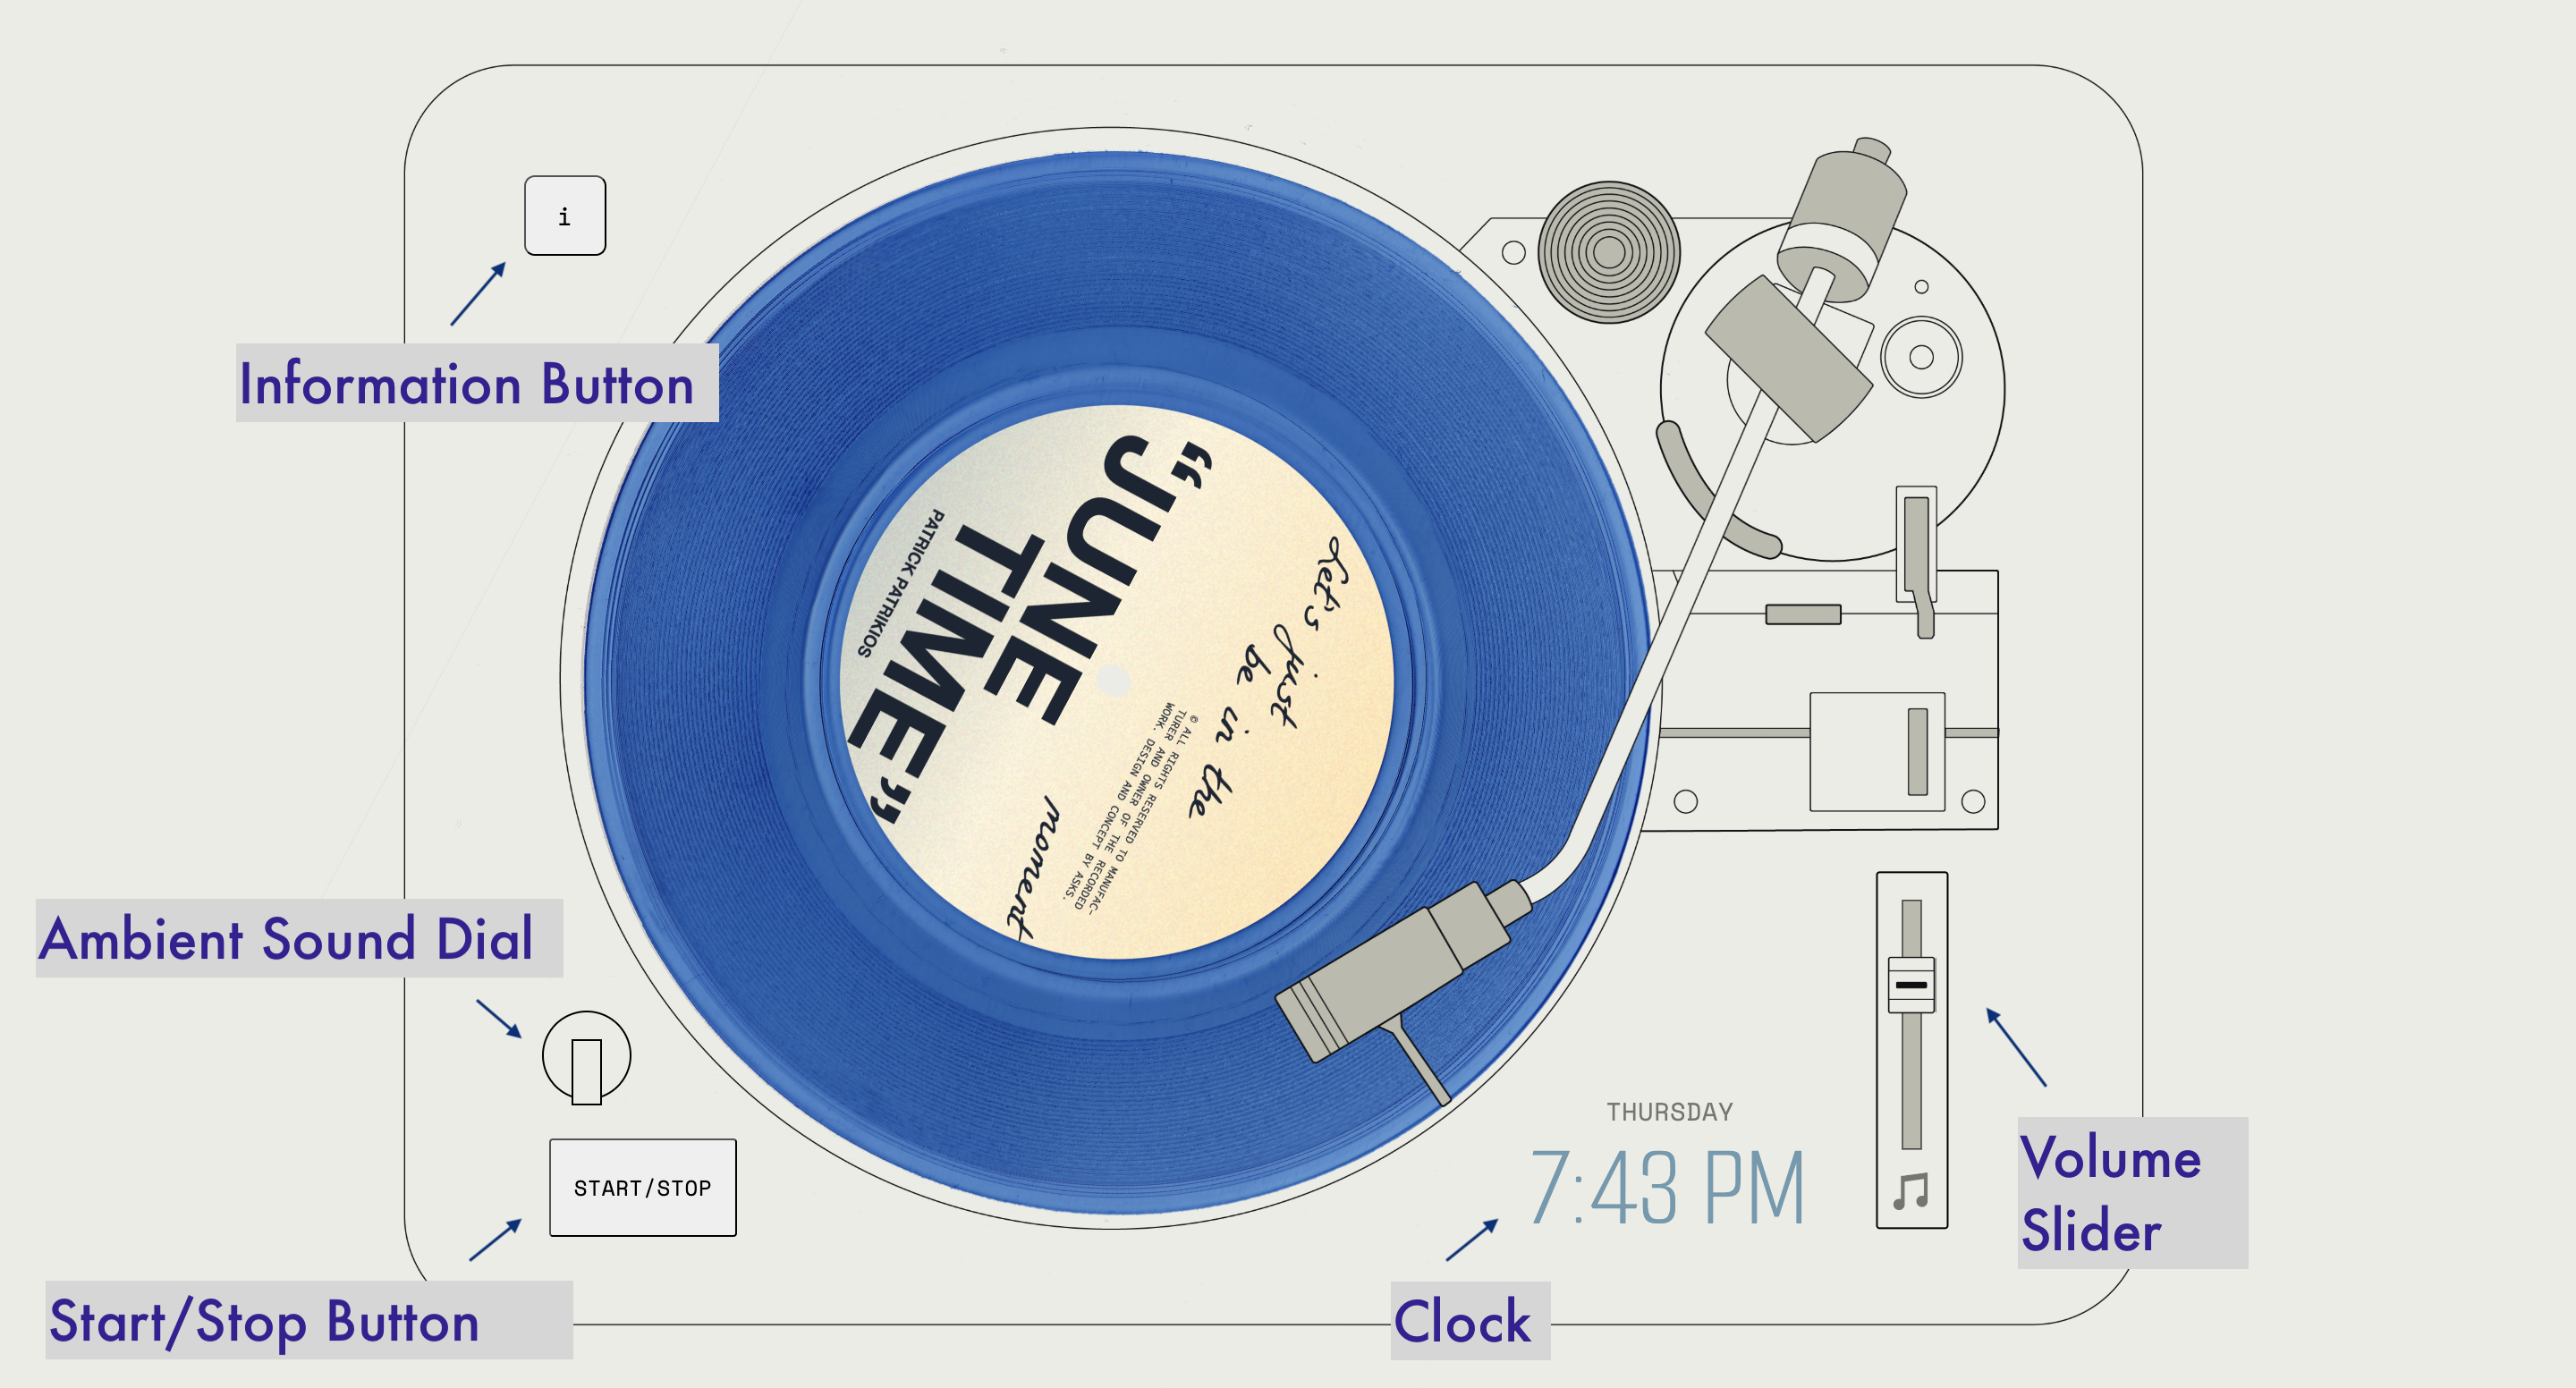 i
Information Button
“JUNE
TIME”
PATRICK PATRIKIOS
Let's just
be in the
moment
© ALL RIGHTS RESERVED TO MANUFAC-
TURER AND OWNER OF THE RECORDED
WORK. DESIGN AND CONCEPT BY ASKS.
Ambient Sound Dial
START/STOP
Start/Stop Button
THURSDAY
7:43 PM
Clock
Volume
Slider